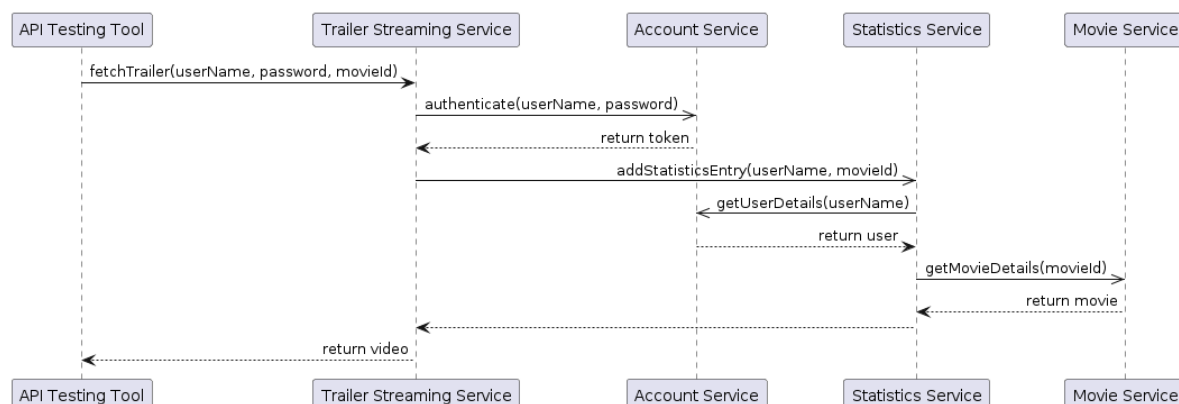 API Testing Tool
Trailer Streaming Service
Account Service
Statistics Service
Movie Service
fetchTrailer(userName, password, movieId)
authenticate(userName, password)
return token
addStatisticsEntry(userName, movieId)
getUserDetails(userName)
return user
getMovieDetails(movieId)
return movie
return video
API Testing Tool
Trailer Streaming Service
Account Service
Statistics Service
Movie Service